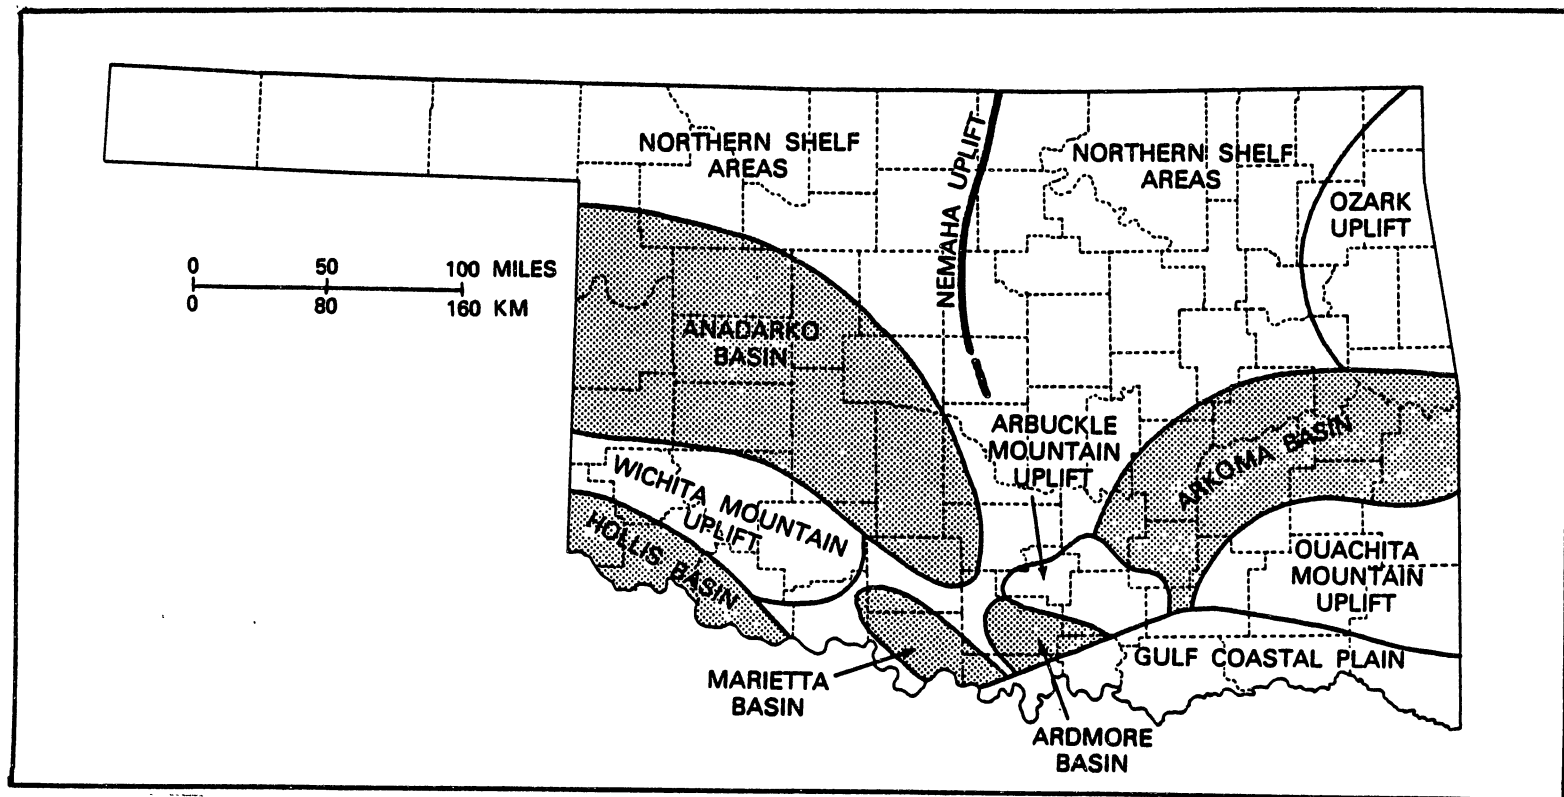 NORTHERN SHELF
AREAS
NEMAHA UPLIFT
NORTHERN SHELF
AREAS
OZARK
UPLIFT
0 50 100 MILES
0 80 160 KM
ANADARKO
BASIN
ARBUCKLE
MOUNTAIN
UPLIFT
ARKOMA BASIN
WICHITA MOUNTAIN
UPLIFT
HOLLIS BASIN
OUACHITA
MOUNTAIN
UPLIFT
GULF COASTAL PLAIN
MARIETTA
BASIN
ARDMORE
BASIN